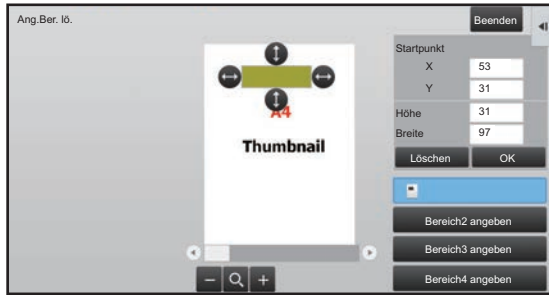 Ang.Ber. lö.
Beenden
Startpunkt
X 53
Y 31
Höhe 31
Breite 97
Löschen OK
A4
Thumbnail
Bereich2 angeben
Bereich3 angeben
Bereich4 angeben